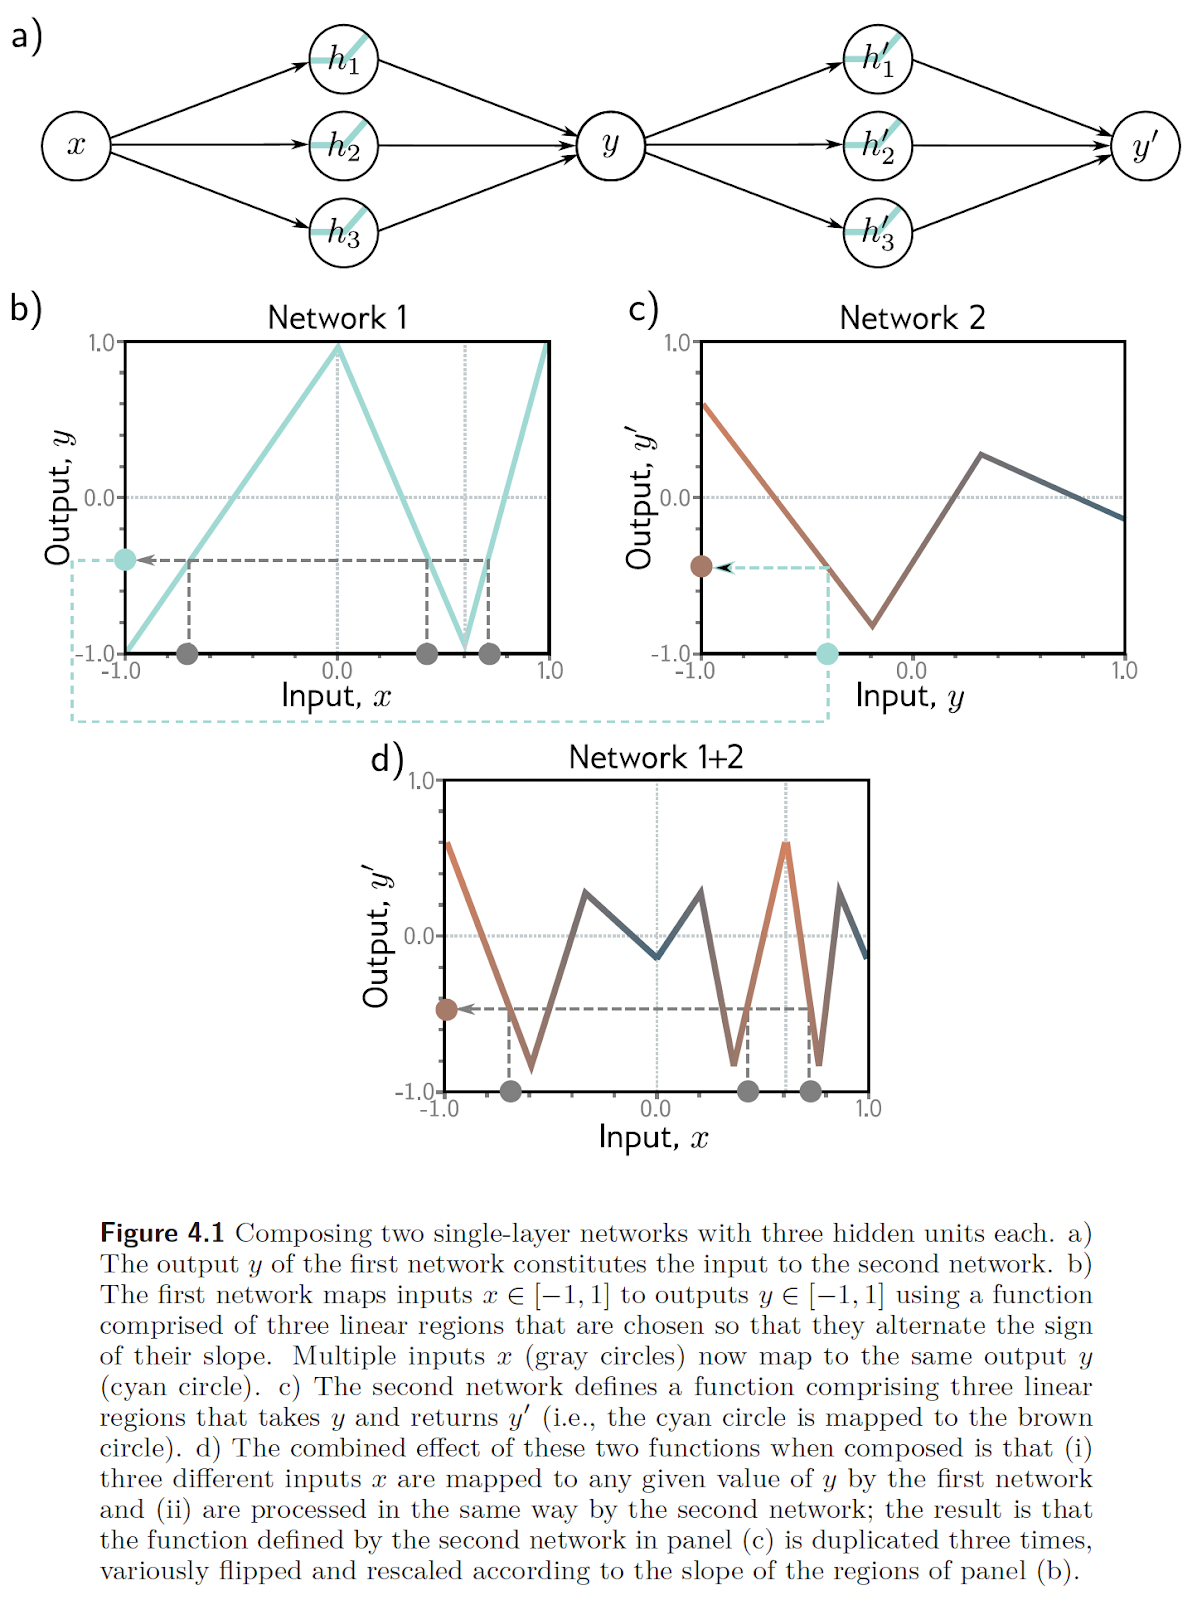 a)
x
h₁
h₂
h₃
y
h′₁
h′₂
h′₃
y′
b)
Network 1
1.0
0.0
-1.0
Output, y
-1.0
0.0
1.0
Input, x
c)
Network 2
1.0
0.0
-1.0
Output, y′
-1.0
0.0
1.0
Input, y
d)
Network 1+2
1.0
0.0
-1.0
Output, y′
-1.0
0.0
1.0
Input, x
Figure 4.1 Composing two single-layer networks with three hidden units each. a)
The output y of the first network constitutes the input to the second network. b)
The first network maps inputs x ∈ [−1, 1] to outputs y ∈ [−1, 1] using a function
comprised of three linear regions that are chosen so that they alternate the sign
of their slope. Multiple inputs x (gray circles) now map to the same output y
(cyan circle). c) The second network defines a function comprising three linear
regions that takes y and returns y′ (i.e., the cyan circle is mapped to the brown
circle). d) The combined effect of these two functions when composed is that (i)
three different inputs x are mapped to any given value of y by the first network
and (ii) are processed in the same way by the second network; the result is that
the function defined by the second network in panel (c) is duplicated three times,
variously flipped and rescaled according to the slope of the regions of panel (b).